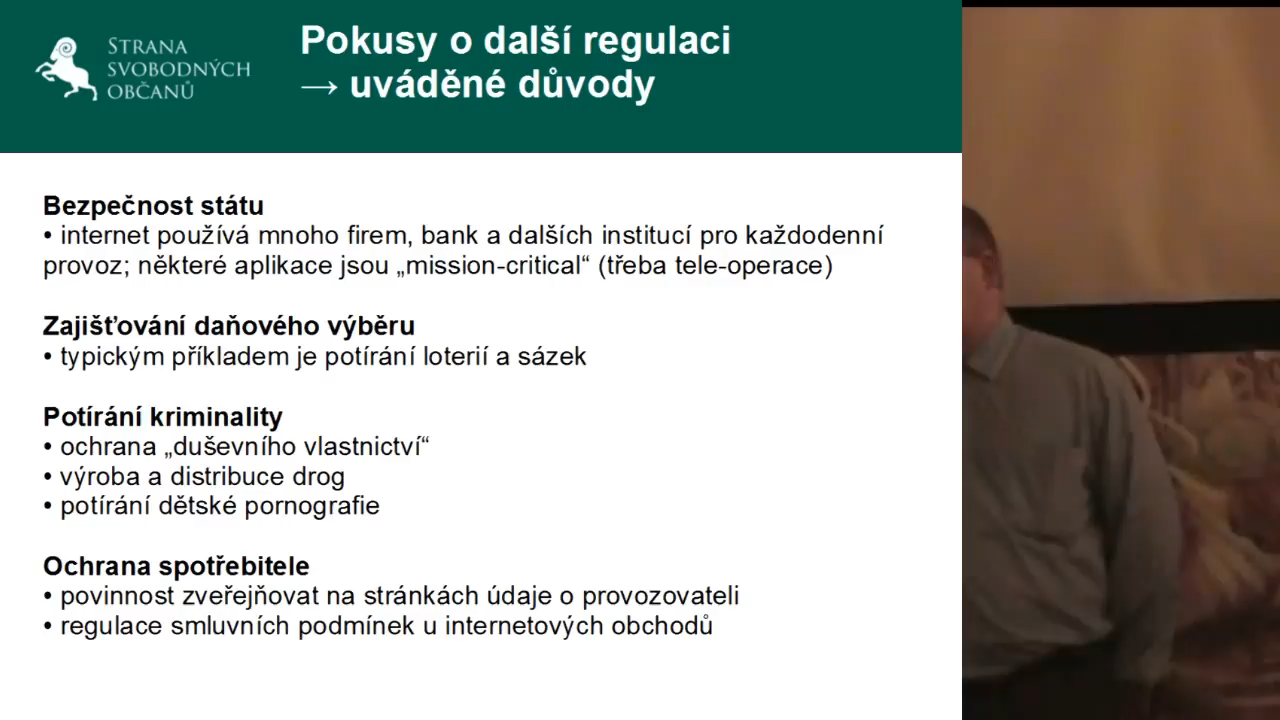 STRANA
SVOBODNÝCH
OBČANŮ
Pokusy o další regulaci
→ uváděné důvody
Bezpečnost státu
• internet používá mnoho firem, bank a dalších institucí pro každodenní
provoz; některé aplikace jsou „mission-critical“ (třeba tele-operace)
Zajišťování daňového výběru
• typickým příkladem je potírání loterií a sázek
Potírání kriminality
• ochrana „duševního vlastnictví“
• výroba a distribuce drog
• potírání dětské pornografie
Ochrana spotřebitele
• povinnost zveřejňovat na stránkách údaje o provozovateli
• regulace smluvních podmínek u internetových obchodů